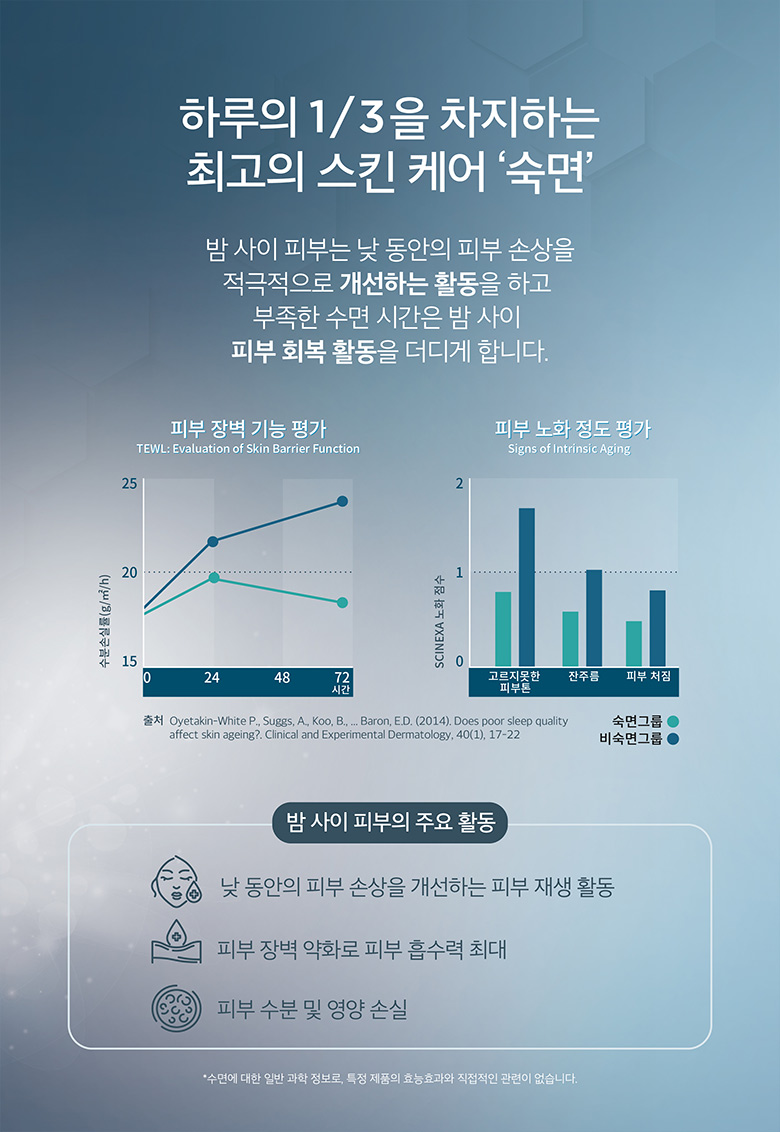 하루의 1/3을 차지하는
최고의 스킨 케어 ‘숙면’
밤 사이 피부는 낮 동안의 피부 손상을
적극적으로 개선하는 활동을 하고
부족한 수면 시간은 밤 사이
피부 회복 활동을 더디게 합니다.
피부 장벽 기능 평가
TEWL: Evaluation of Skin Barrier Function
수분손실률(g/㎡/h)
25
20
15
0 24 48 72
시간
피부 노화 정도 평가
Signs of Intrinsic Aging
SCINEXA 노화 점수
2
1
0
고르지못한 잔주름 피부 처짐
피부톤
출처 Oyetakin-White P., Suggs, A., Koo, B., ... Baron, E.D. (2014). Does poor sleep quality
affect skin ageing?. Clinical and Experimental Dermatology, 40(1), 17-22
숙면그룹
비숙면그룹
밤 사이 피부의 주요 활동
낮 동안의 피부 손상을 개선하는 피부 재생 활동
피부 장벽 약화로 피부 흡수력 최대
피부 수분 및 영양 손실
*수면에 대한 일반 과학 정보로, 특정 제품의 효능효과와 직접적인 관련이 없습니다.